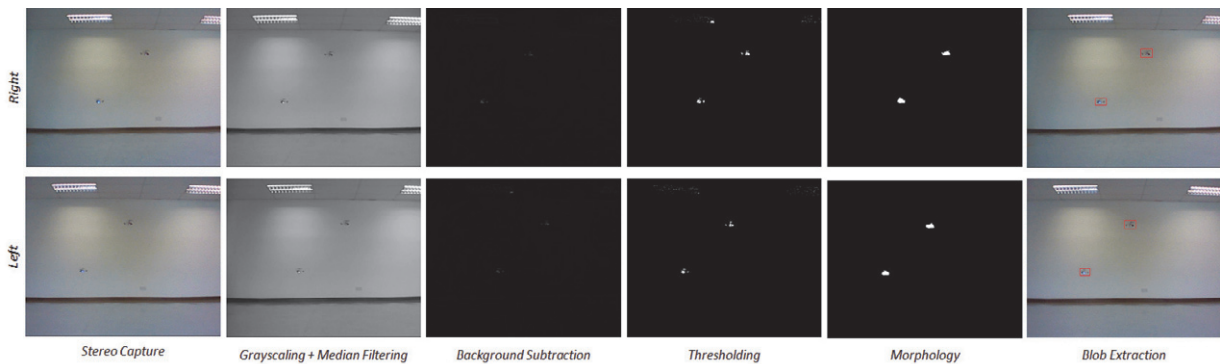 Right
Left
Stereo Capture
Grayscaling + Median Filtering
Background Subtraction
Thresholding
Morphology
Blob Extraction